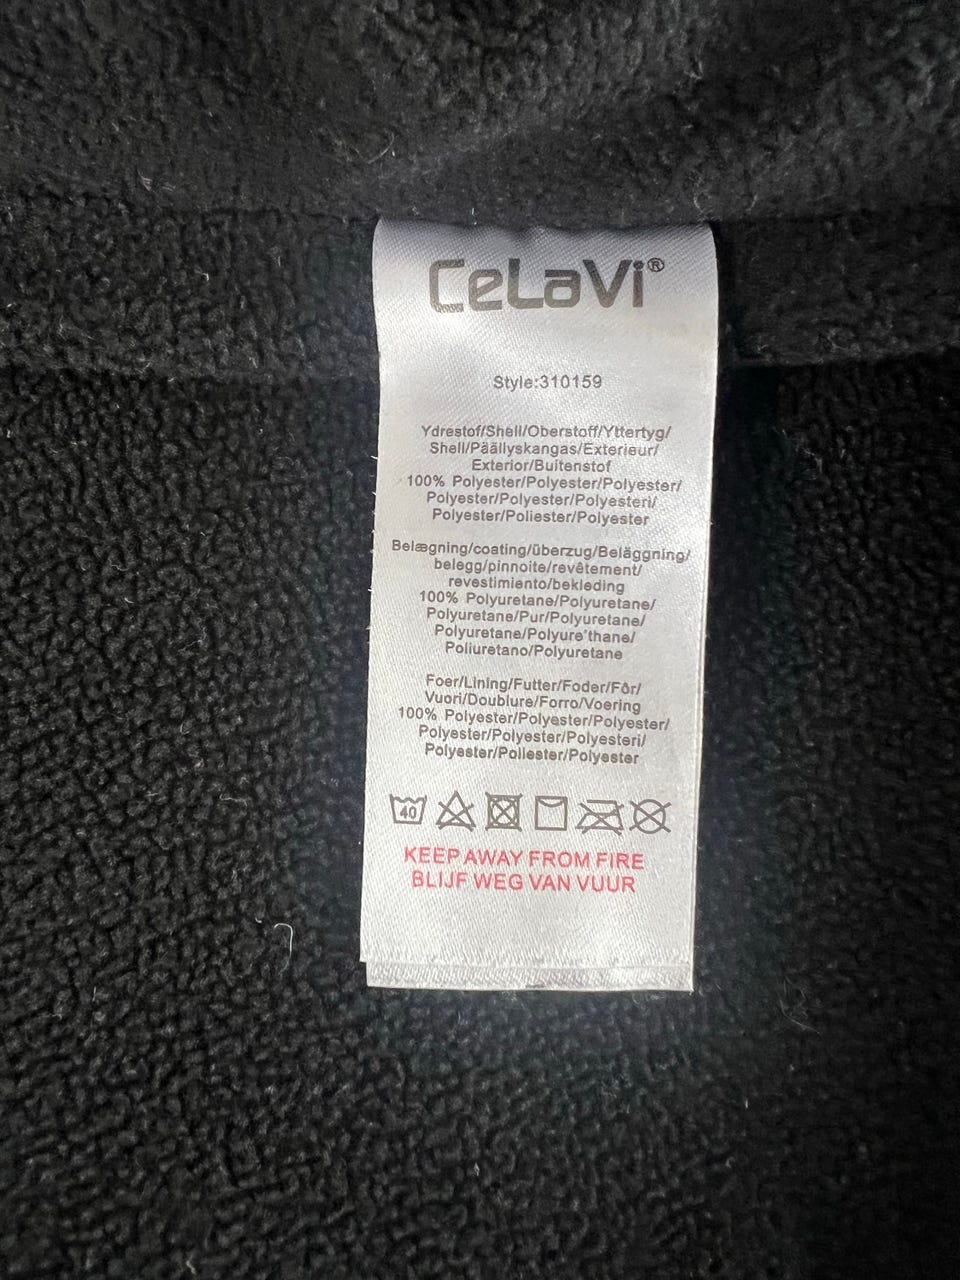 CeLaVi®
Style:310159
Ydrestof/Shell/Oberstoff/Yttertyg/
Shell/Päällyskangas/Exterieur/
Exterior/Buitenstof
100% Polyester/Polyester/Polyester/
Polyester/Polyester/Polyesteri/
Polyester/Poliester/Polyester
Belægning/coating/überzug/Beläggning/
belegg/pinnoite/revêtement/
revestimiento/bekleding
100% Polyuretane/Polyuretane/
Polyuretane/Pur/Polyuretane/
Polyuretane/Polyure'thane/
Poliuretano/Polyuretane
Foer/Lining/Futter/Foder/Fôr/
Vuori/Doublure/Forro/Voering
100% Polyester/Polyester/Polyester/
Polyester/Polyester/Polyesteri/
Polyester/Poliester/Polyester
40
KEEP AWAY FROM FIRE
BLIJF WEG VAN VUUR